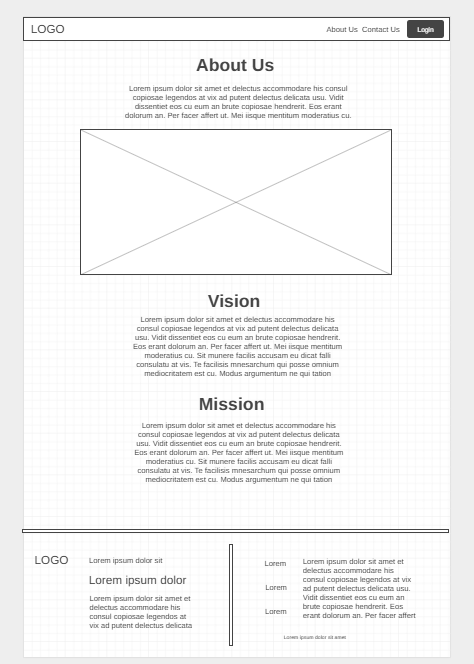 LOGO
About Us Contact Us Login
About Us
Lorem ipsum dolor sit amet et delectus accommodare his consul
copiosae legendos at vix ad putent delectus delicata usu. Vidit
dissentiet eos cu eum an brute copiosae hendrerit. Eos erant
dolorum an. Per facer affert ut. Mei iisque mentitum moderatius cu.
Vision
Lorem ipsum dolor sit amet et delectus accommodare his
consul copiosae legendos at vix ad putent delectus delicata
usu. Vidit dissentiet eos cu eum an brute copiosae hendrerit.
Eos erant dolorum an. Per facer affert ut. Mei iisque mentitum
moderatius cu. Sit munere facilis accusam eu dicat falli
consulatu at vis. Te facilisis mnesarchum qui posse omnium
mediocritatem est cu. Modus argumentum ne qui tation
Mission
Lorem ipsum dolor sit amet et delectus accommodare his
consul copiosae legendos at vix ad putent delectus delicata
usu. Vidit dissentiet eos cu eum an brute copiosae hendrerit.
Eos erant dolorum an. Per facer affert ut. Mei iisque mentitum
moderatius cu. Sit munere facilis accusam eu dicat falli
consulatu at vis. Te facilisis mnesarchum qui posse omnium
mediocritatem est cu. Modus argumentum ne qui tation
LOGO
Lorem ipsum dolor sit
Lorem ipsum dolor
Lorem ipsum dolor sit amet et
delectus accommodare his
consul copiosae legendos at
vix ad putent delectus delicata
Lorem
Lorem
Lorem
Lorem ipsum dolor sit amet et
delectus accommodare his
consul copiosae legendos at vix
ad putent delectus delicata usu.
Vidit dissentiet eos cu eum an
brute copiosae hendrerit. Eos
erant dolorum an. Per facer affert
Lorem ipsum dolor sit amet